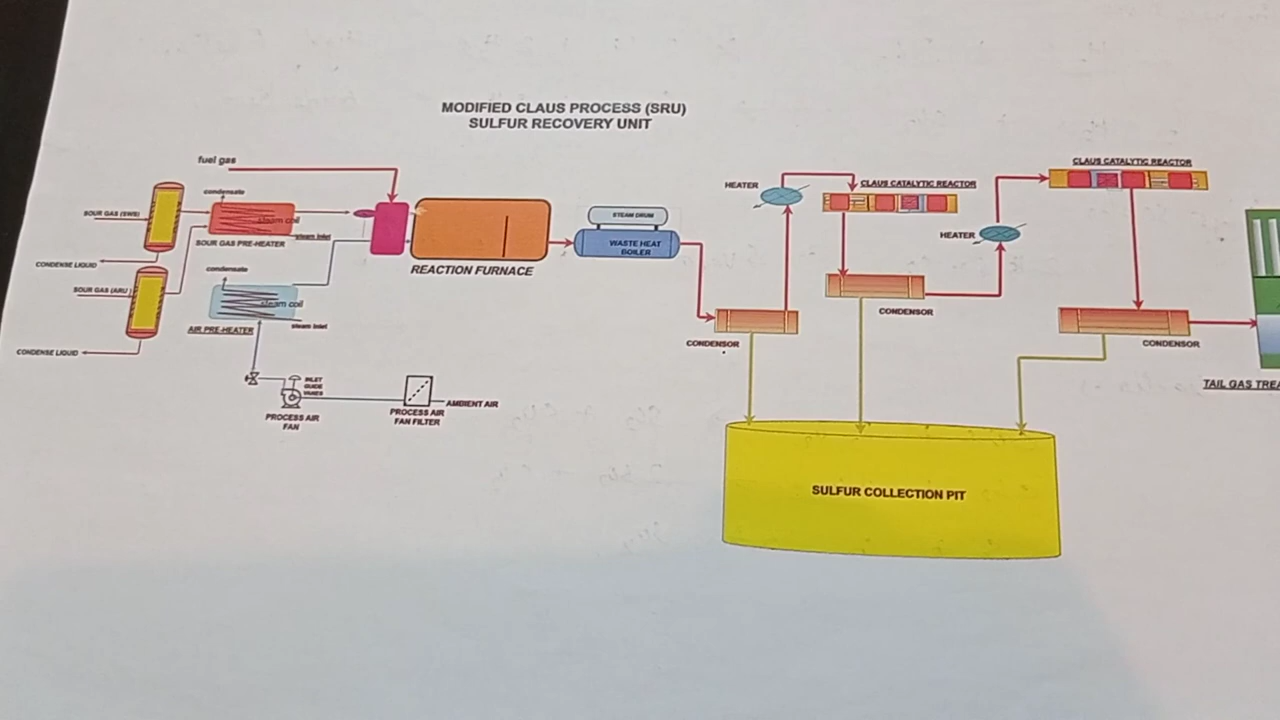 MODIFIED CLAUS PROCESS (SRU)
SULFUR RECOVERY UNIT
fuel gas
condensate
SOUR GAS (SWS)
steam coil
steam inlet
SOUR GAS PRE-HEATER
CONDENSE LIQUID
condensate
SOUR GAS (ARU)
steam coil
steam inlet
AIR PRE-HEATER
CONDENSE LIQUID
INLET
GUIDE
VANES
PROCESS AIR
FAN
PROCESS AIR
FAN FILTER
AMBIENT AIR
REACTION FURNACE
STEAM DRUM
WASTE HEAT
BOILER
HEATER
CLAUS CATALYTIC REACTOR
CONDENSOR
CONDENSOR
HEATER
CLAUS CATALYTIC REACTOR
CONDENSOR
TAIL GAS TREA
SULFUR COLLECTION PIT